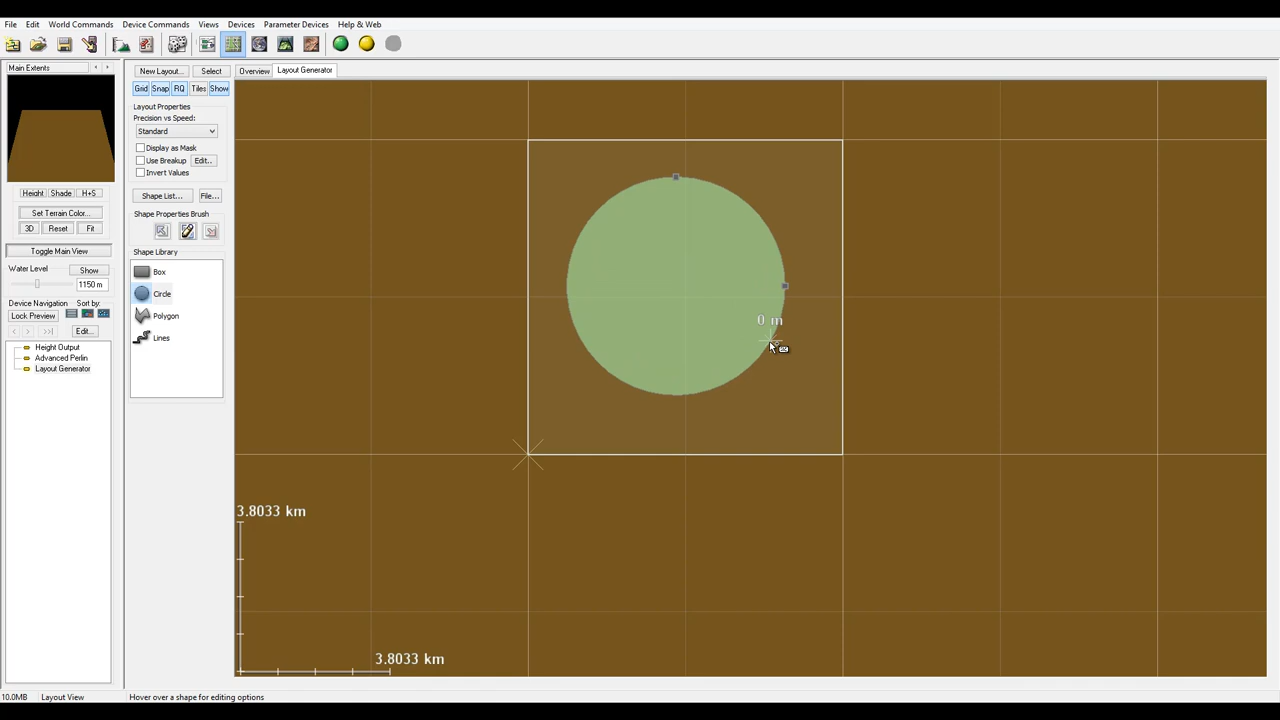 File Edit World Commands Device Commands Views Devices Parameter Devices Help & Web
Main Extents
New Layout... Select
Overview Layout Generator
Grid Snap RQ Tiles Show
Layout Properties
Precision vs Speed:
Standard
Display as Mask
Use Breakup Edit..
Invert Values
Height Shade H+S
Shape List... File...
Set Terrain Color...
Shape Properties Brush
3D Reset Fit
Toggle Main View
Shape Library
Water Level Show
Box
1150 m
Circle
Device Navigation Sort by:
Lock Preview
Polygon
Edit...
Lines
Height Output
Advanced Perlin
Layout Generator
0 m
3.8033 km
3.8033 km
10.0MB Layout View Hover over a shape for editing options